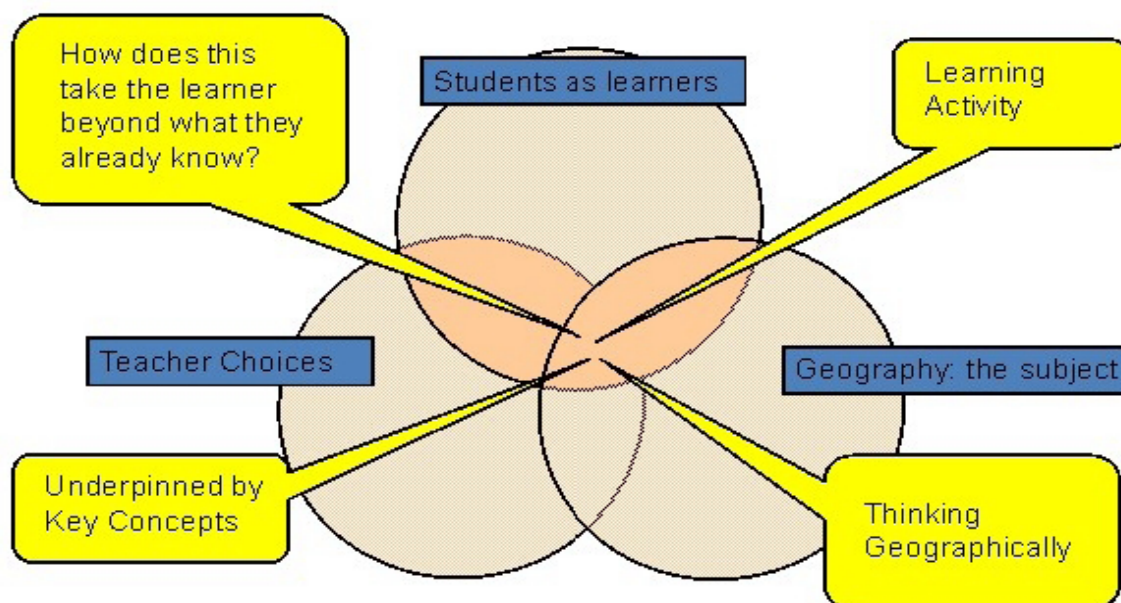 How does this
take the learner
beyond what they
already know?
Students as learners
Learning
Activity
Teacher Choices
Geography: the subject
Underpinned by
Key Concepts
Thinking
Geographically